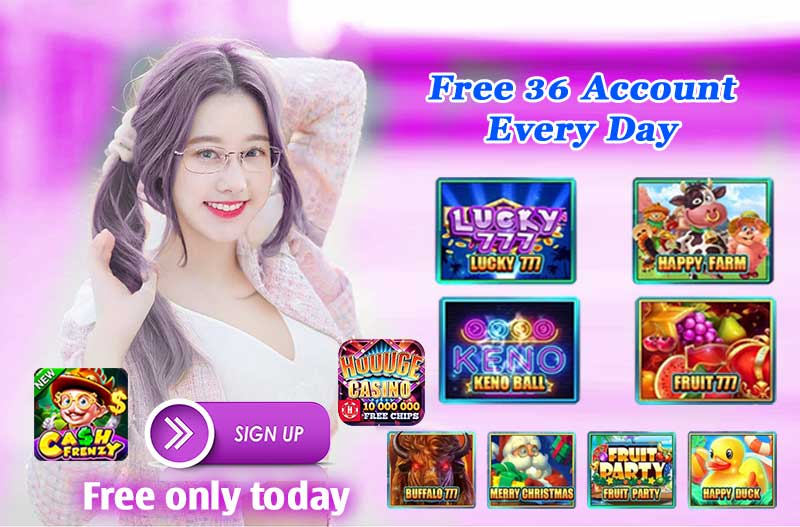 Free 36 Account
Every Day
LUCKY
777
LUCKY 777
HAPPY FARM
KENO
KENO BALL
FRUIT 777
NEW
CASH
FRENZY
HUUUGE
CASINO
10 000 000
FREE CHIPS
SIGN UP
BUFFALO 777
MERRY CHRISTMAS
FRUIT
PARTY
FRUIT PARTY
HAPPY DUCK
Free only today